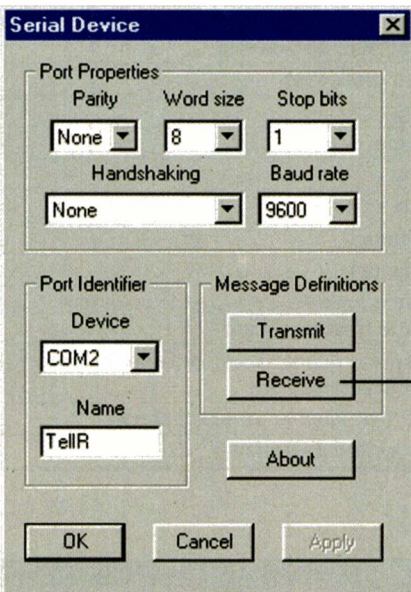 Serial Device
Port Properties
Parity Word size Stop bits
None 8 1
Handshaking Baud rate
None 9600
Port Identifier
Device
COM2
Name
TellR
Message Definitions
Transmit
Receive
About
OK Cancel Apply